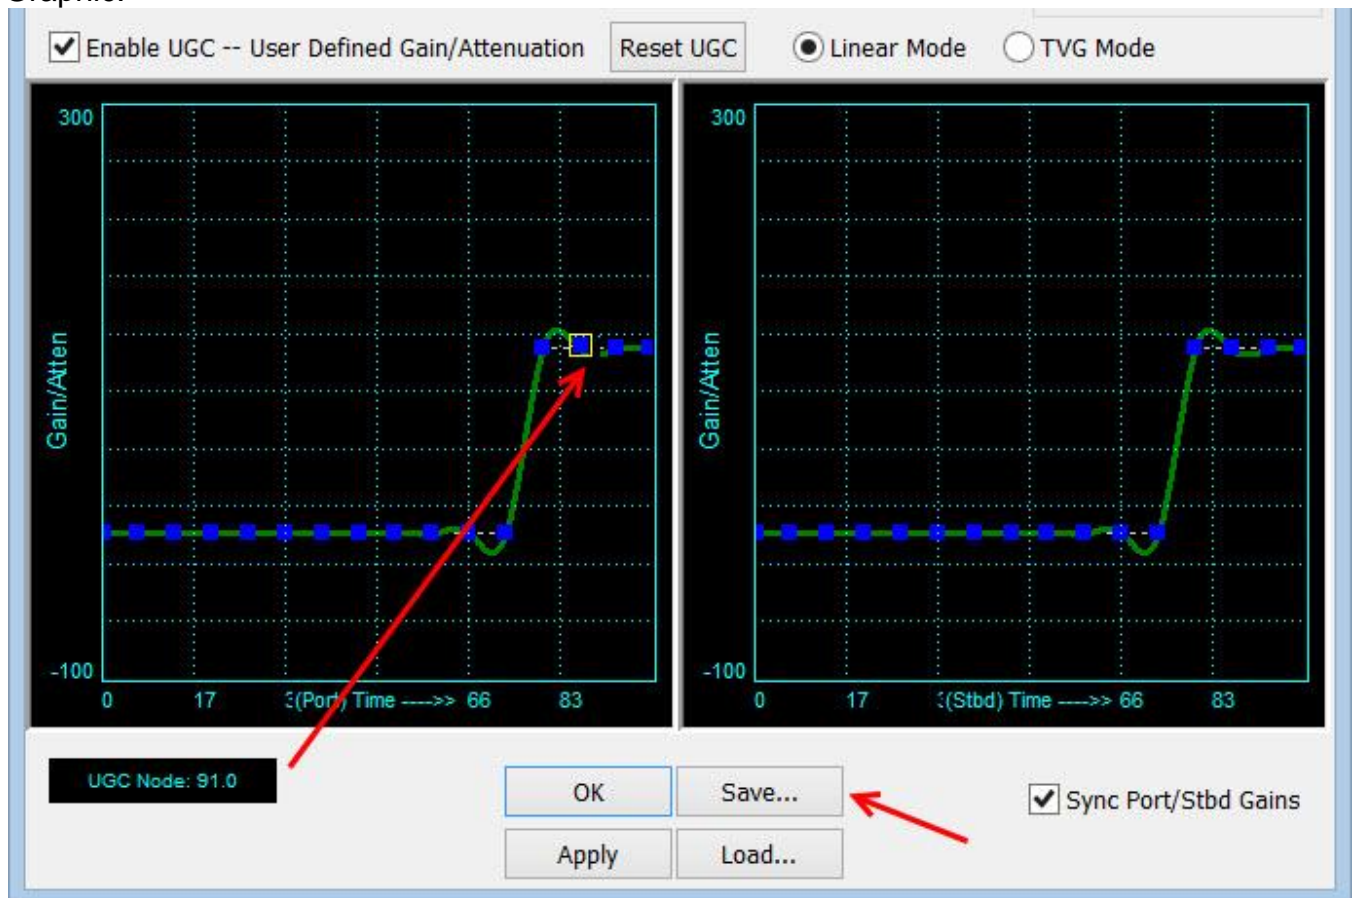 Enable UGC -- User Defined Gain/Attenuation Reset UGC Linear Mode TVG Mode
300
Gain/Atten
-100
0 17 (Port) Time ---->> 66 83
300
Gain/Atten
-100
0 17 (Stbd) Time ---->> 66 83
UGC Node: 91.0
OK Save... Sync Port/Stbd Gains
Apply Load...